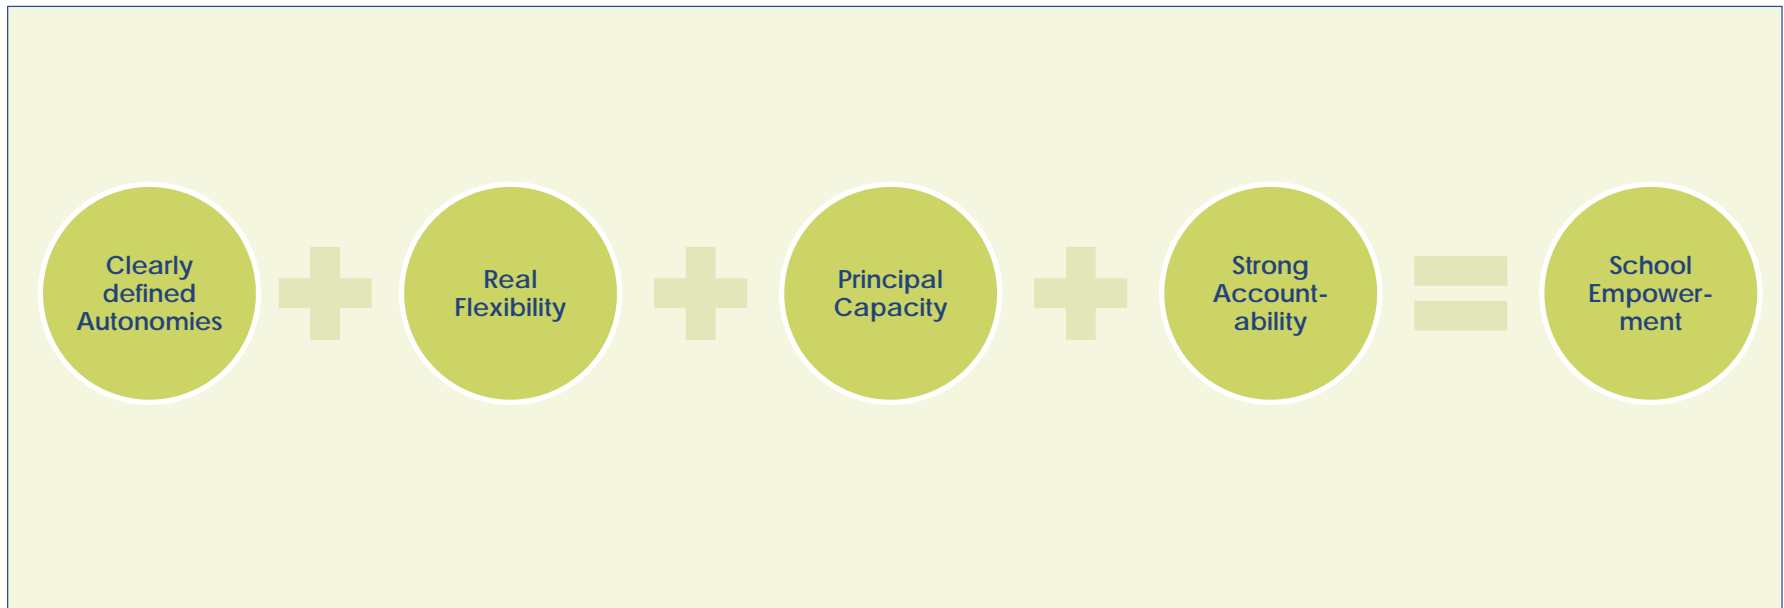 Clearly
defined
Autonomies
Real
Flexibility
Principal
Capacity
Strong
Account-
ability
School
Empower-
ment